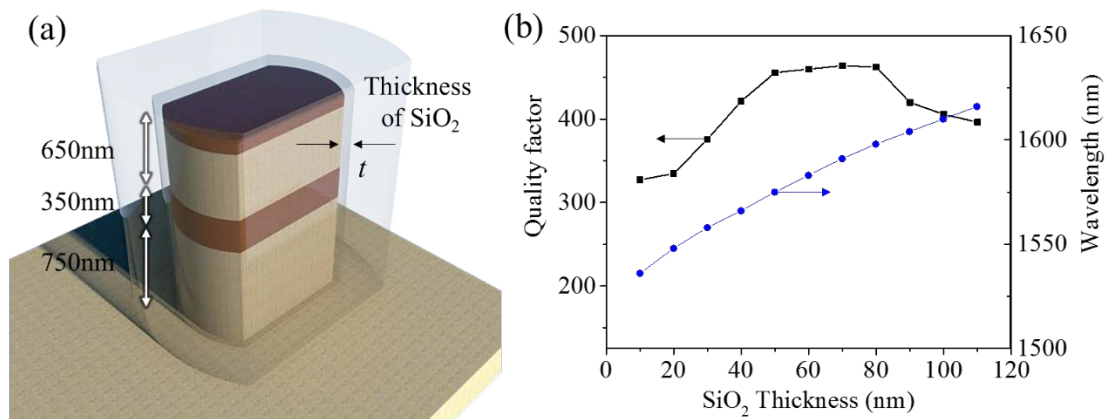 (a)
Thickness
of SiO₂
t
650nm
350nm
750nm
(b)
500
400
300
200
Quality factor
1650
1600
1550
1500
Wavelength (nm)
0 20 40 60 80 100 120
SiO₂ Thickness (nm)